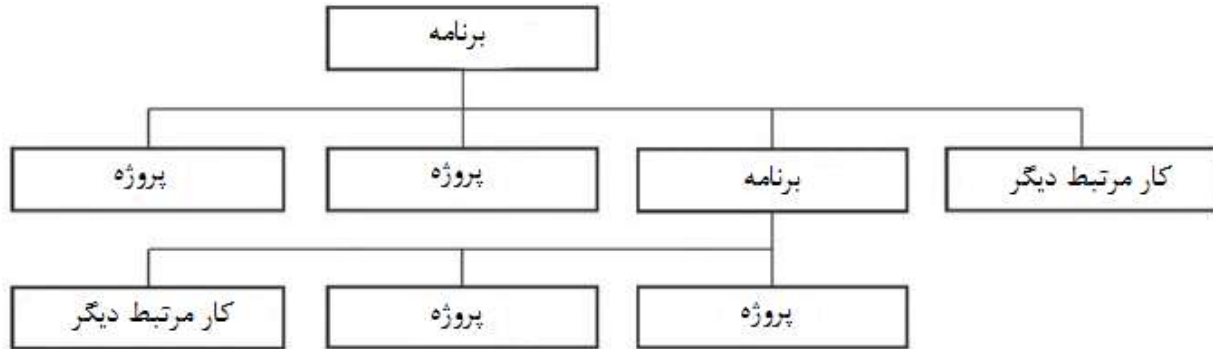 برنامه
کار مرتبط دیگر
برنامه
پروژه
پروژه
پروژه
پروژه
کار مرتبط دیگر